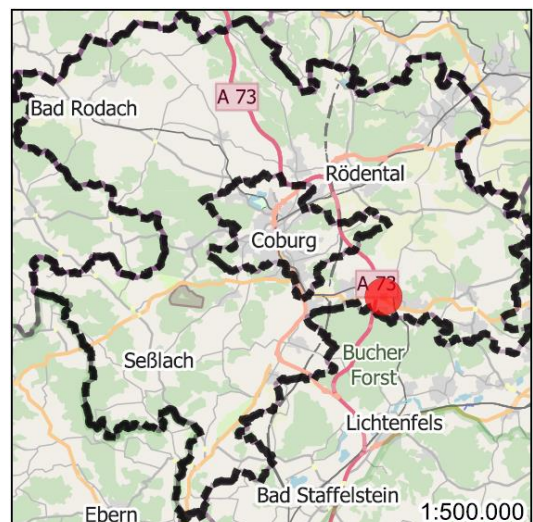 A 73
Bad Rodach
Rödental
Coburg
A 73
Seßlach
Bucher
Forst
Lichtenfels
Bad Staffelstein
Ebern
1:500.000